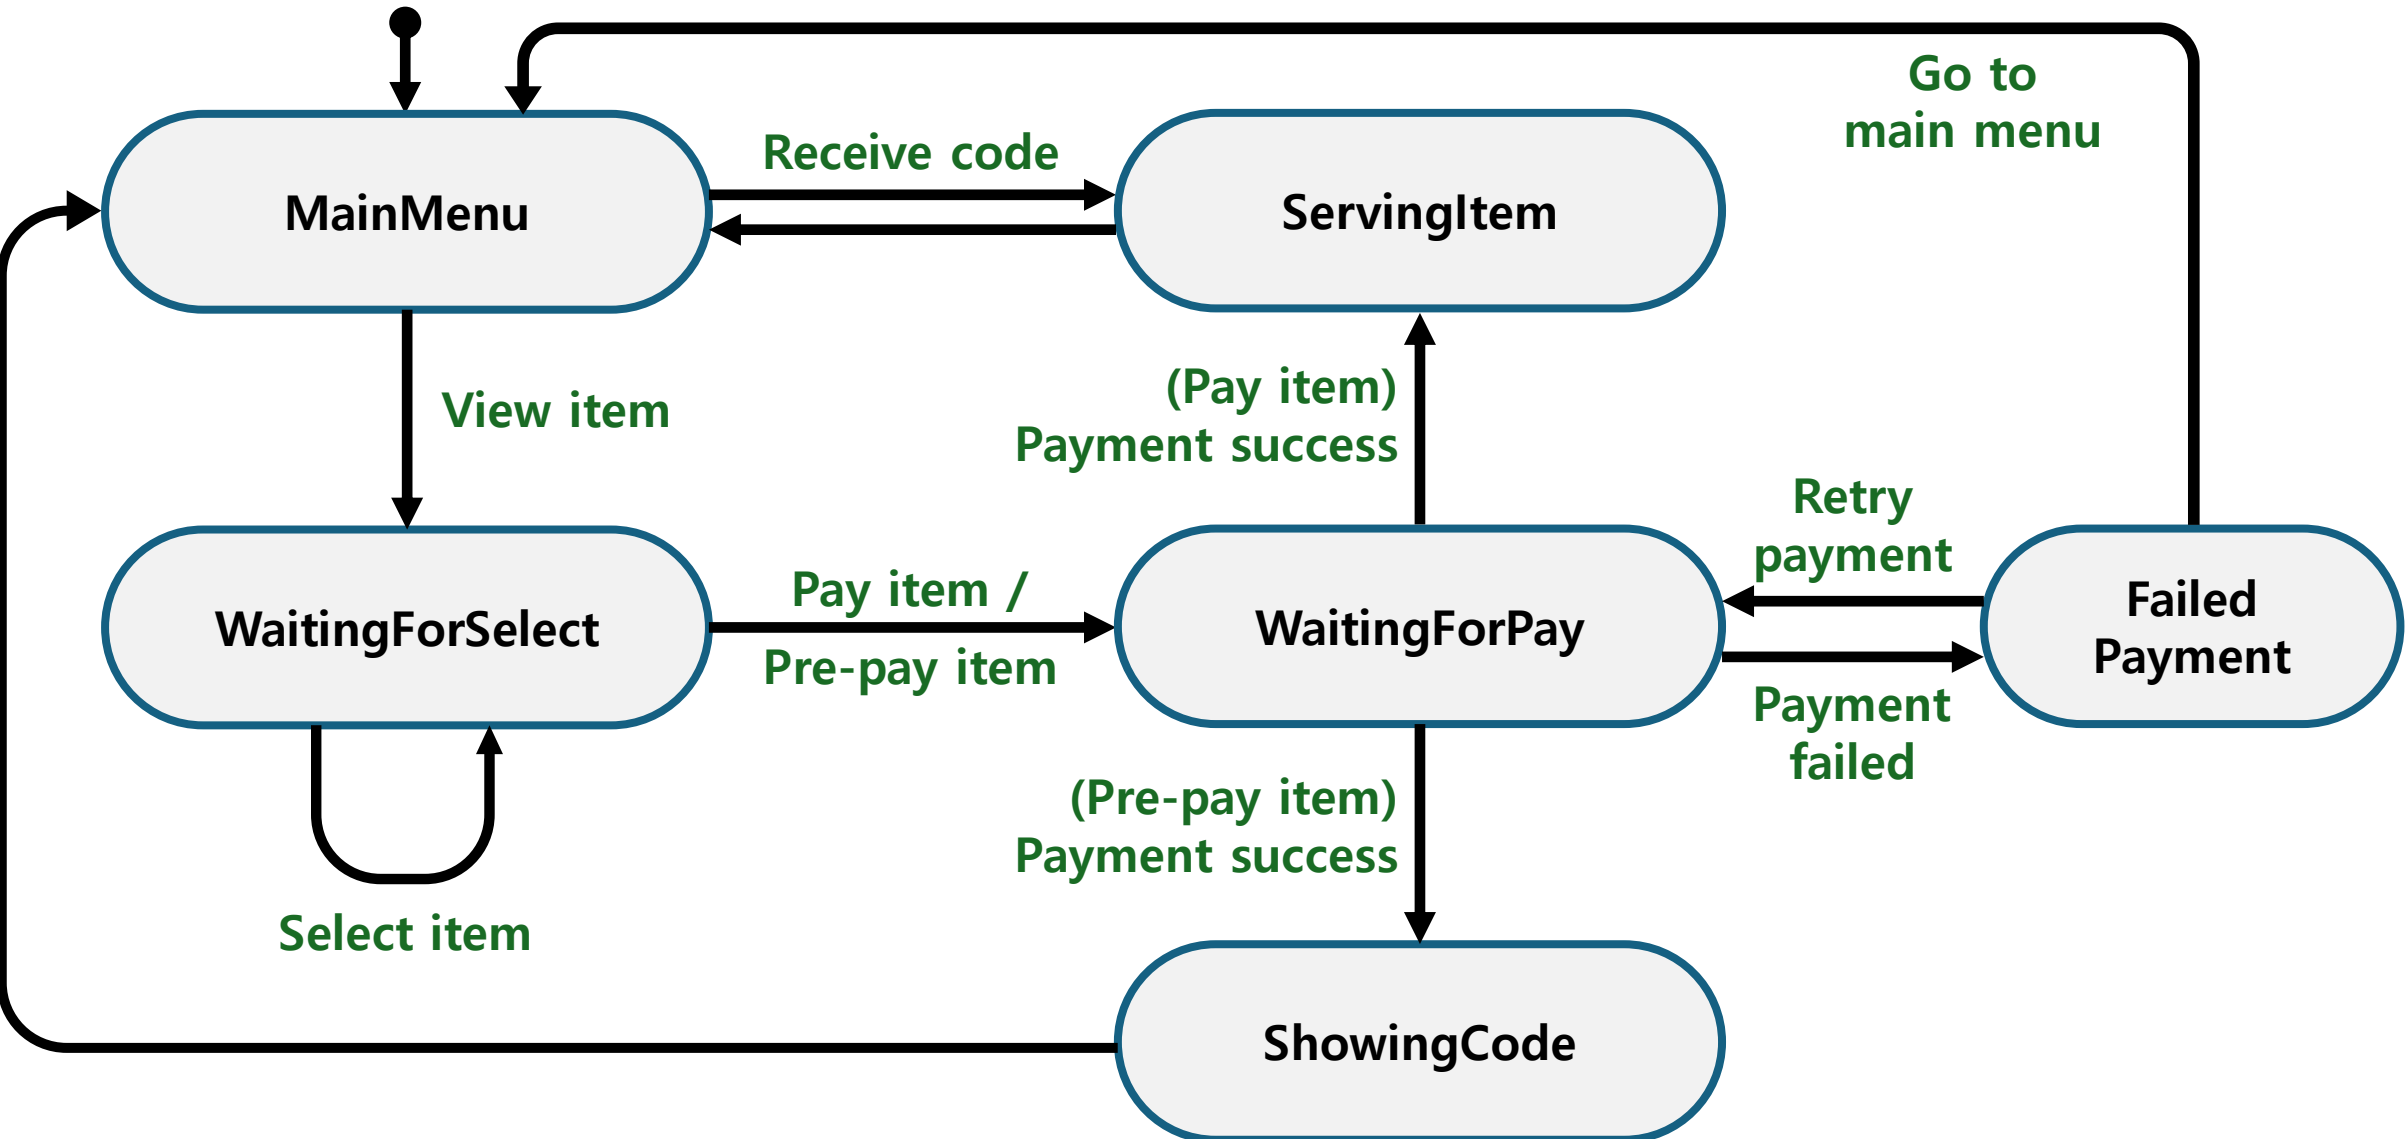 Go to
main menu
Receive code
MainMenu
ServingItem
View item
(Pay item)
Payment success
Retry
payment
Pay item /
Pre-pay item
WaitingForSelect
WaitingForPay
Failed
Payment
Payment
failed
(Pre-pay item)
Payment success
Select item
ShowingCode